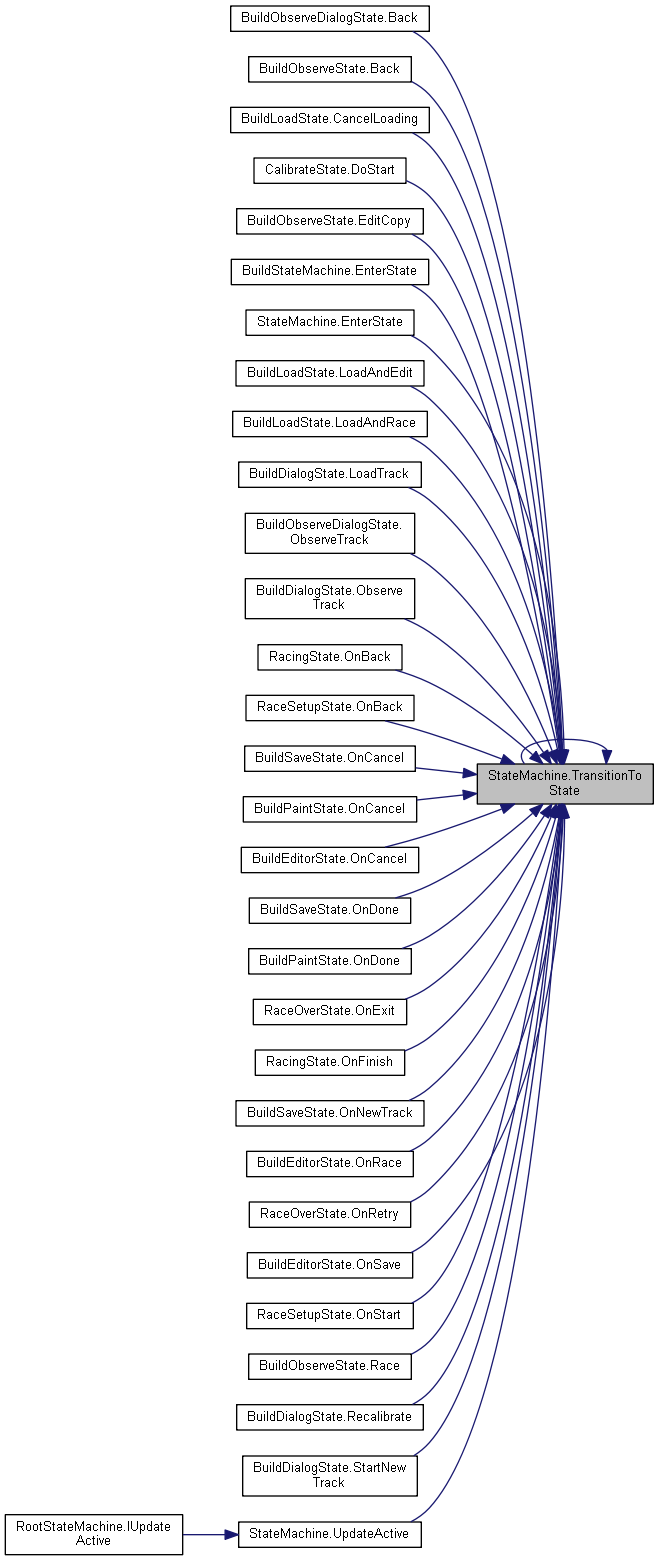 BuildObserveDialogState.Back
BuildObserveState.Back
BuildLoadState.CancelLoading
CalibrateState.DoStart
BuildObserveState.EditCopy
BuildStateMachine.EnterState
StateMachine.EnterState
BuildLoadState.LoadAndEdit
BuildLoadState.LoadAndRace
BuildDialogState.LoadTrack
BuildObserveDialogState.
ObserveTrack
BuildDialogState.Observe
Track
RacingState.OnBack
RaceSetupState.OnBack
BuildSaveState.OnCancel
StateMachine.TransitionTo
State
BuildPaintState.OnCancel
BuildEditorState.OnCancel
BuildSaveState.OnDone
BuildPaintState.OnDone
RaceOverState.OnExit
RacingState.OnFinish
BuildSaveState.OnNewTrack
BuildEditorState.OnRace
RaceOverState.OnRetry
BuildEditorState.OnSave
RaceSetupState.OnStart
BuildObserveState.Race
BuildDialogState.Recalibrate
BuildDialogState.StartNew
Track
RootStateMachine.IUpdate
Active
StateMachine.UpdateActive